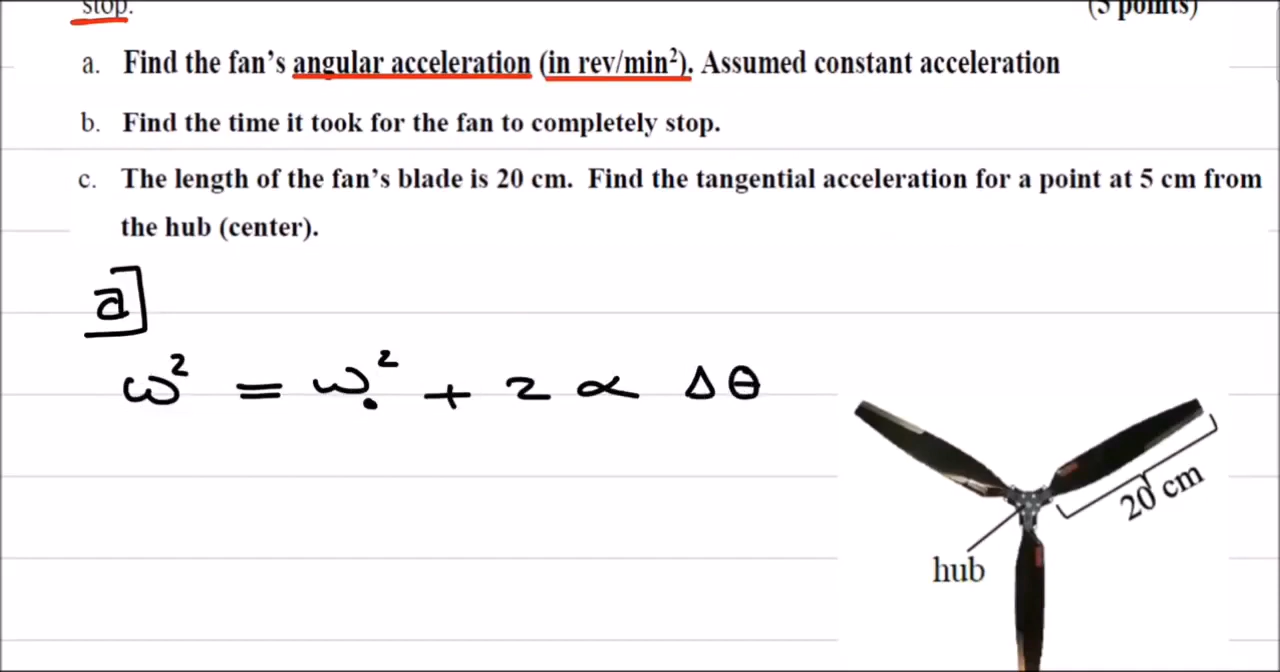 stop. (5 points)
a. Find the fan's angular acceleration (in rev/min²). Assumed constant acceleration
b. Find the time it took for the fan to completely stop.
c. The length of the fan's blade is 20 cm. Find the tangential acceleration for a point at 5 cm from
the hub (center).
a]
ω² = ω₀² + 2 α Δθ
20 cm
hub